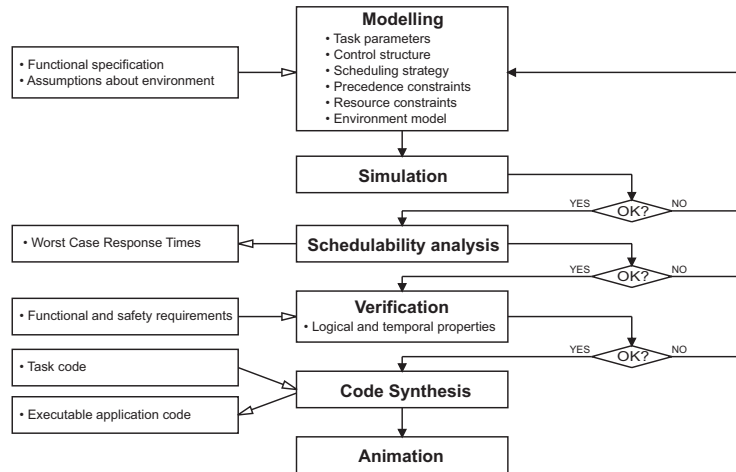 Modelling
• Task parameters
• Control structure
• Scheduling strategy
• Precedence constraints
• Resource constraints
• Environment model
• Functional specification
• Assumptions about environment
Simulation
YES
OK?
NO
• Worst Case Response Times
Schedulability analysis
YES
OK?
NO
• Functional and safety requirements
Verification
• Logical and temporal properties
YES
OK?
NO
• Task code
Code Synthesis
• Executable application code
Animation